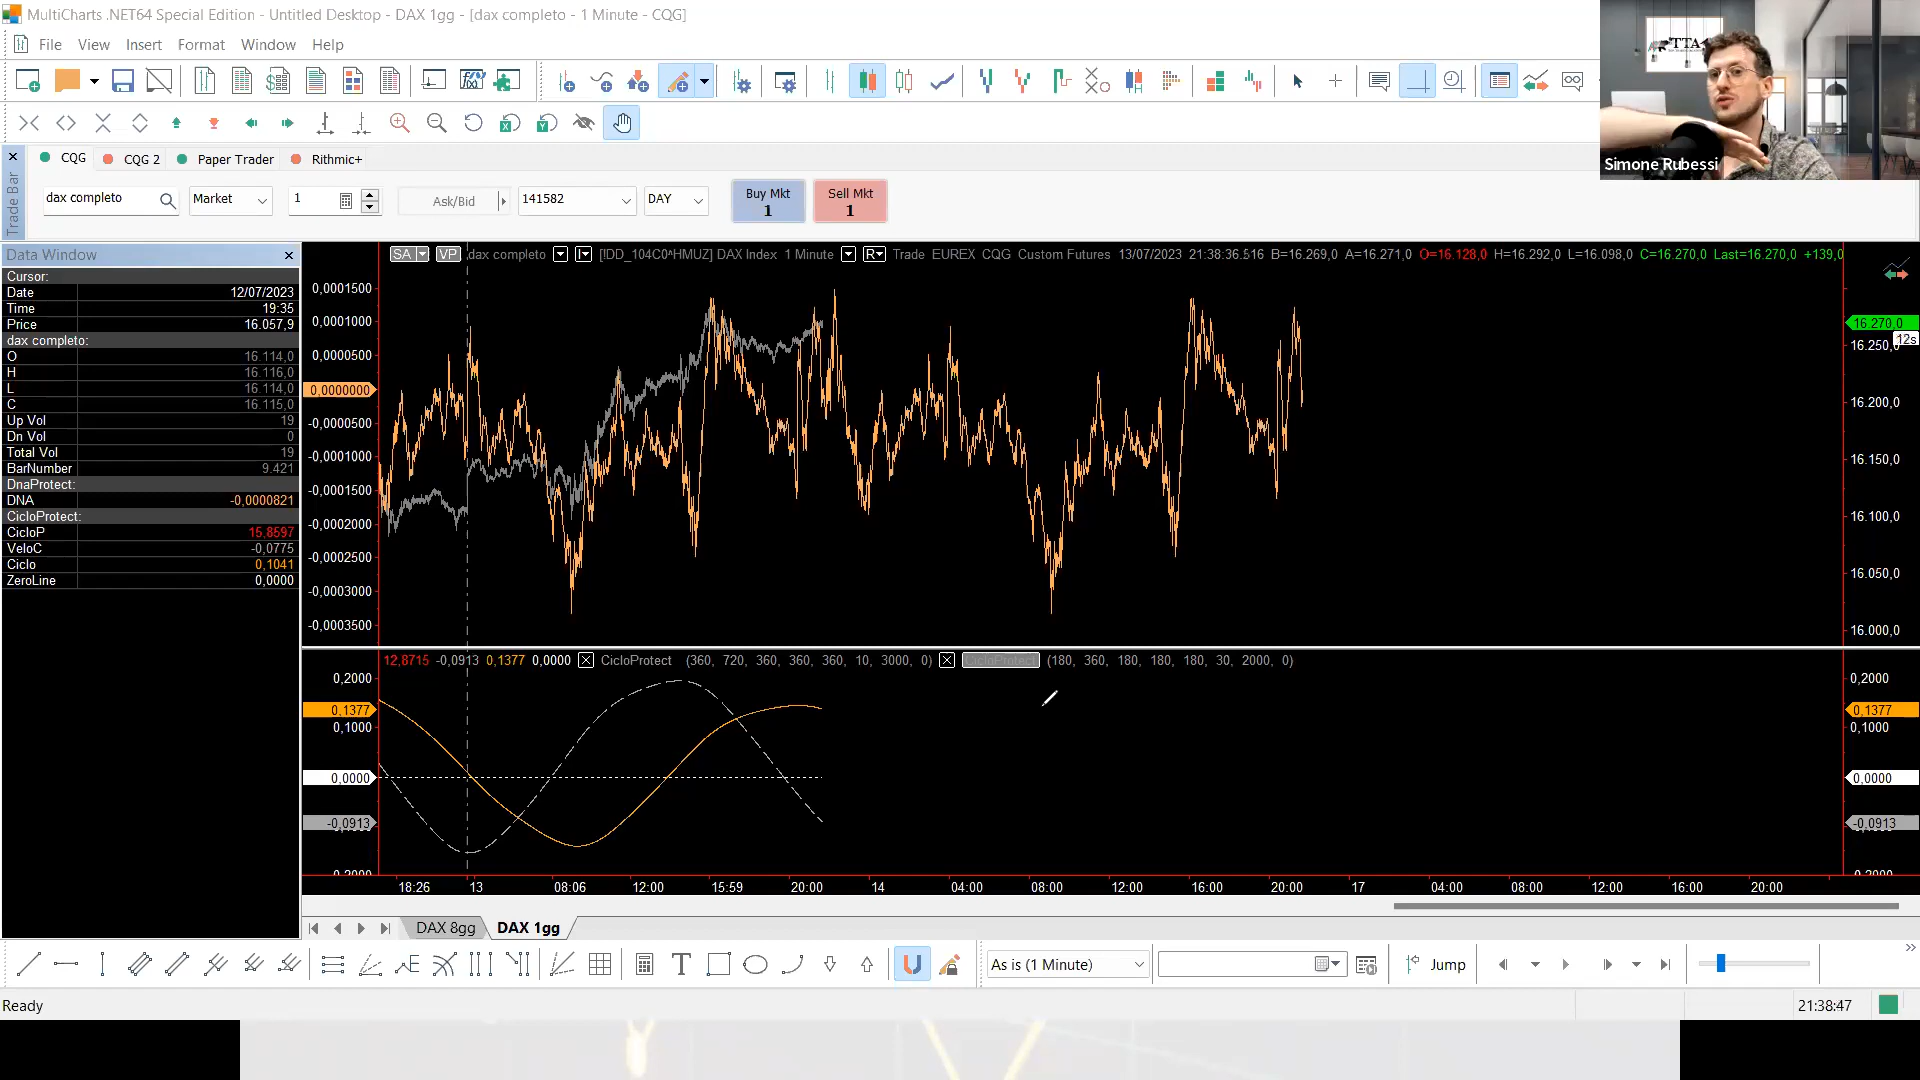 MultiCharts .NET64 Special Edition - Untitled Desktop - DAX 1gg - [dax completo - 1 Minute - CQG]
File View Insert Format Window Help
TTA
Simone Rubessi
CQG CQG 2 Paper Trader Rithmic+
Trade Bar
dax completo Market 1 Ask/Bid 141582 DAY Buy Mkt 1 Sell Mkt 1
Data Window
Cursor:
Date 12/07/2023
Time 19:35
Price 16.057,9
dax completo:
O 16.114,0
H 16.116,0
L 16.114,0
C 16.115,0
Up Vol 19
Dn Vol 0
Total Vol 19
BarNumber 9.421
DnaProtect:
DNA -0,0000821
CicloProtect:
CicloP 15,8597
VeloC -0,0775
Ciclo 0,1041
ZeroLine 0,0000
SA VP dax completo [!DD_104C0^HMUZ] DAX Index 1 Minute R Trade EUREX CQG Custom Futures 13/07/2023 21:38:36.516 B=16.269,0 A=16.271,0 O=16.128,0 H=16.292,0 L=16.098,0 C=16.270,0 Last=16.270,0 +139,0
0,0001500
0,0001000
0,0000500
0,0000000
-0,0000500
-0,0001000
-0,0001500
-0,0002000
-0,0002500
-0,0003000
-0,0003500
16.270,0
12s
16.250,0
16.200,0
16.150,0
16.100,0
16.050,0
16.000,0
12,8715 -0,0913 0,1377 0,0000 CicloProtect (360, 720, 360, 360, 360, 10, 3000, 0) CicloProtect (180, 360, 180, 180, 180, 30, 2000, 0)
0,2000
0,1377
0,1000
0,0000
-0,0913
0,2000
0,1377
0,1000
0,0000
-0,0913
18:26 13 08:06 12:00 15:59 20:00 14 04:00 08:00 12:00 16:00 20:00 17 04:00 08:00 12:00 16:00 20:00
DAX 8gg DAX 1gg
As is (1 Minute) Jump
Ready 21:38:47